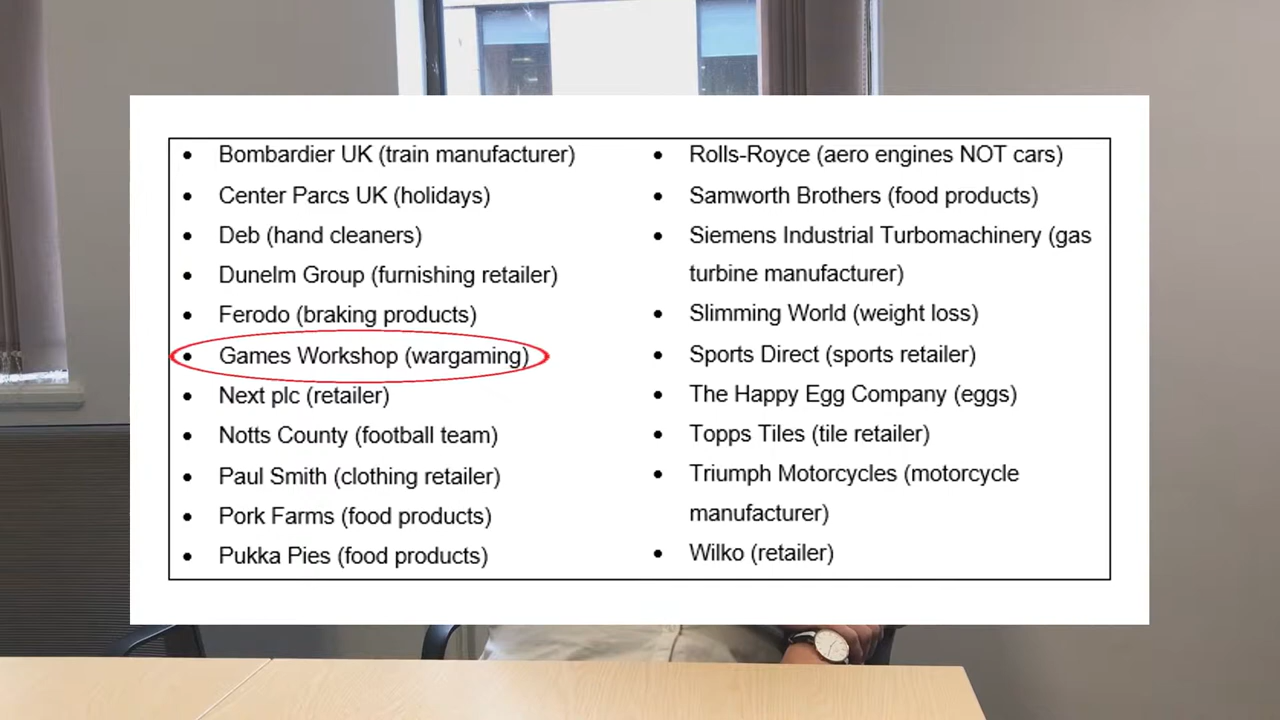 • Bombardier UK (train manufacturer)
• Center Parcs UK (holidays)
• Deb (hand cleaners)
• Dunelm Group (furnishing retailer)
• Ferodo (braking products)
• Games Workshop (wargaming)
• Next plc (retailer)
• Notts County (football team)
• Paul Smith (clothing retailer)
• Pork Farms (food products)
• Pukka Pies (food products)
• Rolls-Royce (aero engines NOT cars)
• Samworth Brothers (food products)
• Siemens Industrial Turbomachinery (gas
turbine manufacturer)
• Slimming World (weight loss)
• Sports Direct (sports retailer)
• The Happy Egg Company (eggs)
• Topps Tiles (tile retailer)
• Triumph Motorcycles (motorcycle
manufacturer)
• Wilko (retailer)